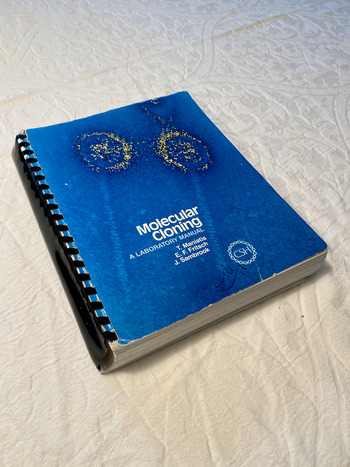 Molecular
Cloning
A LABORATORY MANUAL
T. Maniatis
E. F. Fritsch
J. Sambrook
CSH